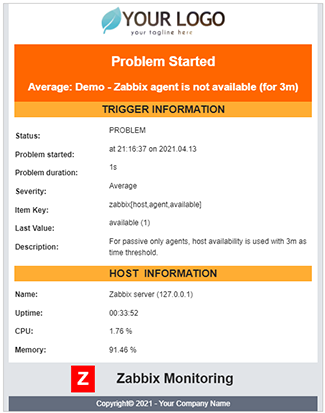 YOUR LOGO
your tagline here
Problem Started
Average: Demo - Zabbix agent is not available (for 3m)
TRIGGER INFORMATION
Status: PROBLEM
Problem started: at 21:16:37 on 2021.04.13
Problem duration: 1s
Severity: Average
Item Key: zabbix[host,agent,available]
Last Value: available (1)
Description: For passive only agents, host availability is used with 3m as
time threshold.
HOST INFORMATION
Name: Zabbix server (127.0.0.1)
Uptime: 00:33:52
CPU: 1.76 %
Memory: 91.46 %
Z Zabbix Monitoring
Copyright© 2021 - Your Company Name